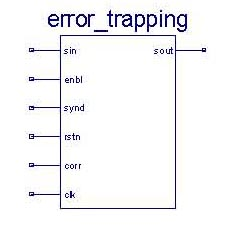 error_trapping
sin sout
enbl
synd
rstn
corr
clk